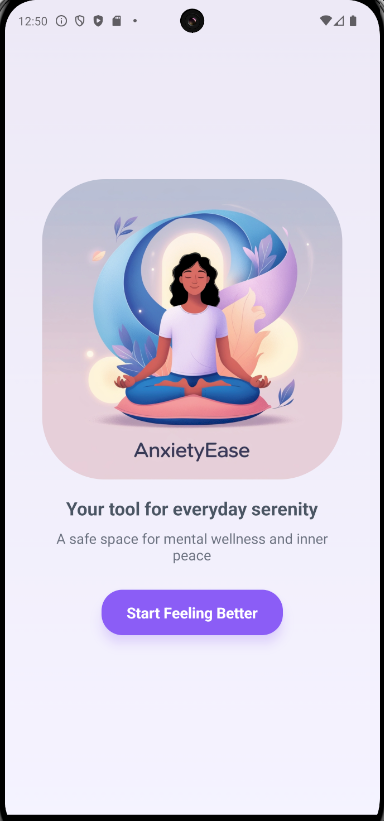 12:50
AnxietyEase
Your tool for everyday serenity
A safe space for mental wellness and inner
peace
Start Feeling Better